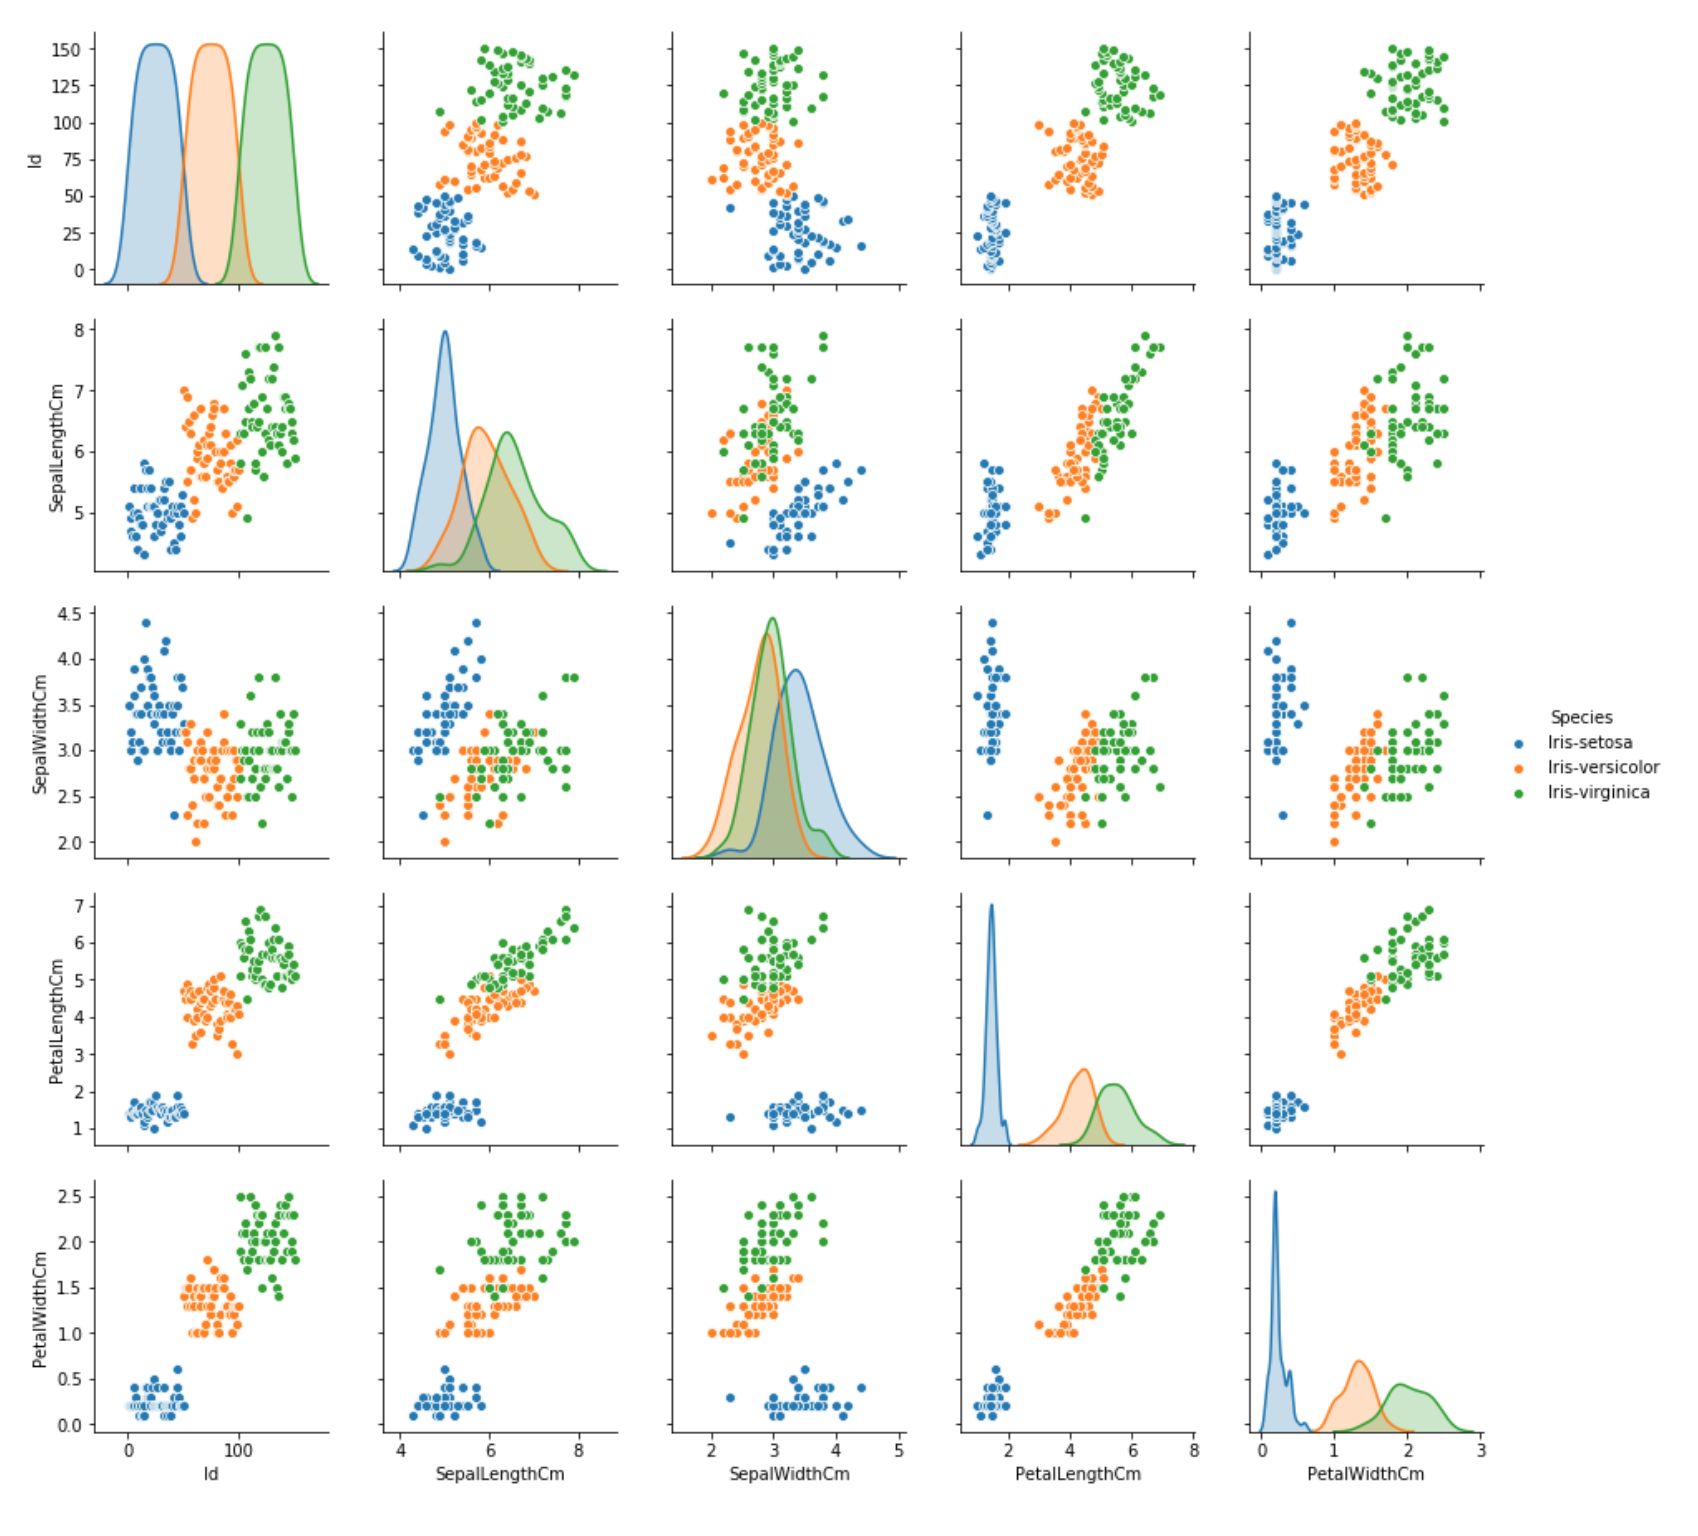 150
125
100
75
50
25
0
Id
8
7
6
5
SepalLengthCm
4.5
4.0
3.5
3.0
2.5
2.0
SepalWidthCm
Species
Iris-setosa
Iris-versicolor
Iris-virginica
7
6
5
4
3
2
1
PetalLengthCm
2.5
2.0
1.5
1.0
0.5
0.0
PetalWidthCm
0 100 4 6 8 2 3 4 5 2 4 6 8 0 1 2 3
Id SepalLengthCm SepalWidthCm PetalLengthCm PetalWidthCm